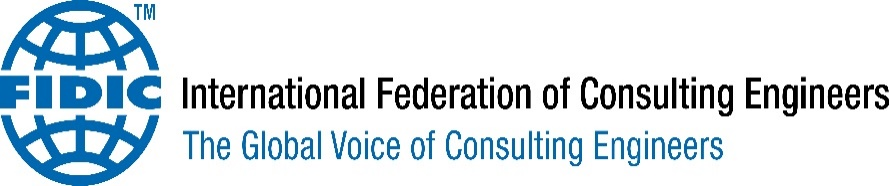 TM
FIDIC
International Federation of Consulting Engineers
The Global Voice of Consulting Engineers